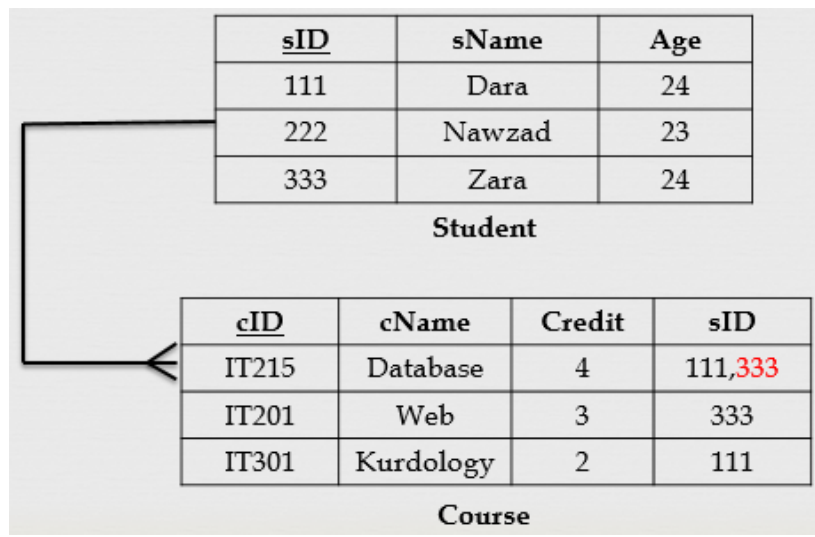 sID sName Age
111 Dara 24
222 Nawzad 23
333 Zara 24
Student
cID cName Credit sID
IT215 Database 4 111,333
IT201 Web 3 333
IT301 Kurdology 2 111
Course